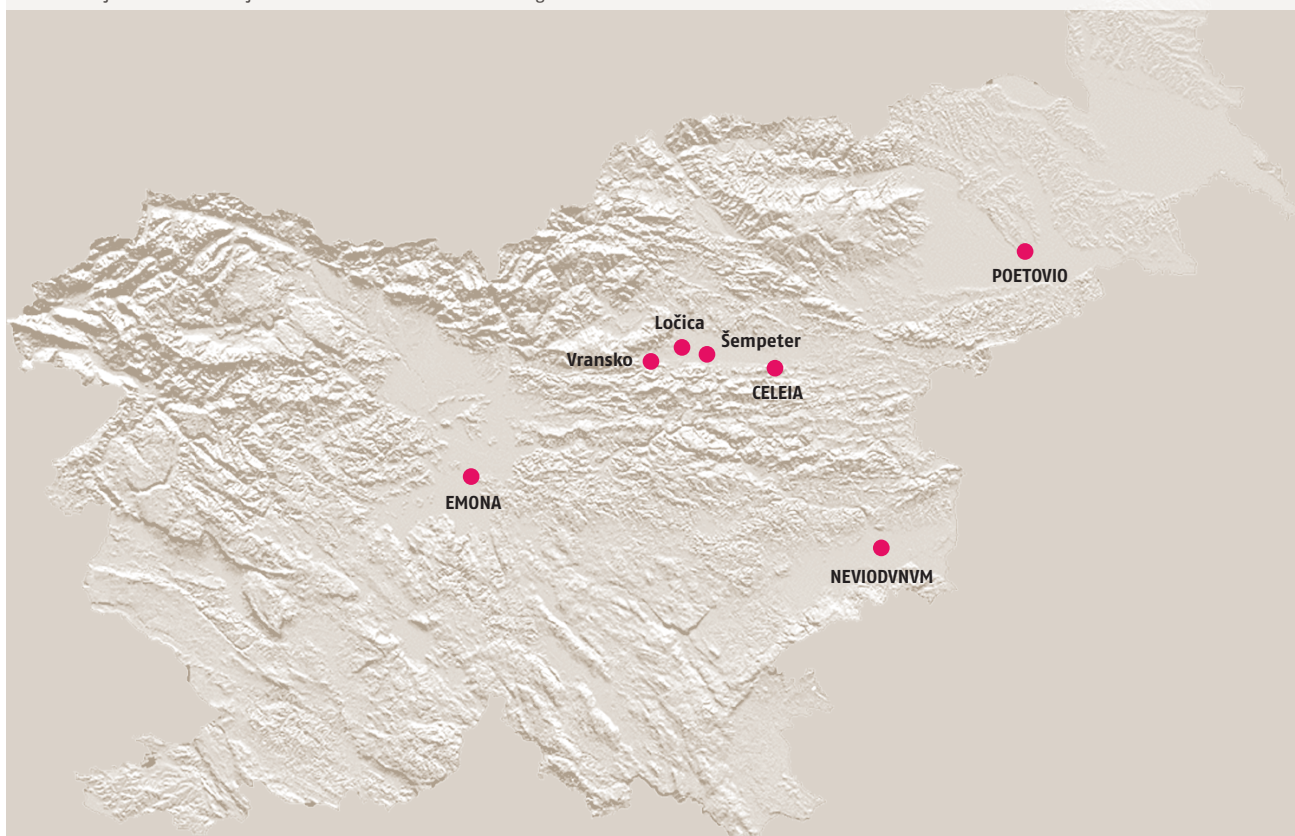 POETOVIO
Ločica
Šempeter
Vransko
CELEIA
EMONA
NEVIODVNVM